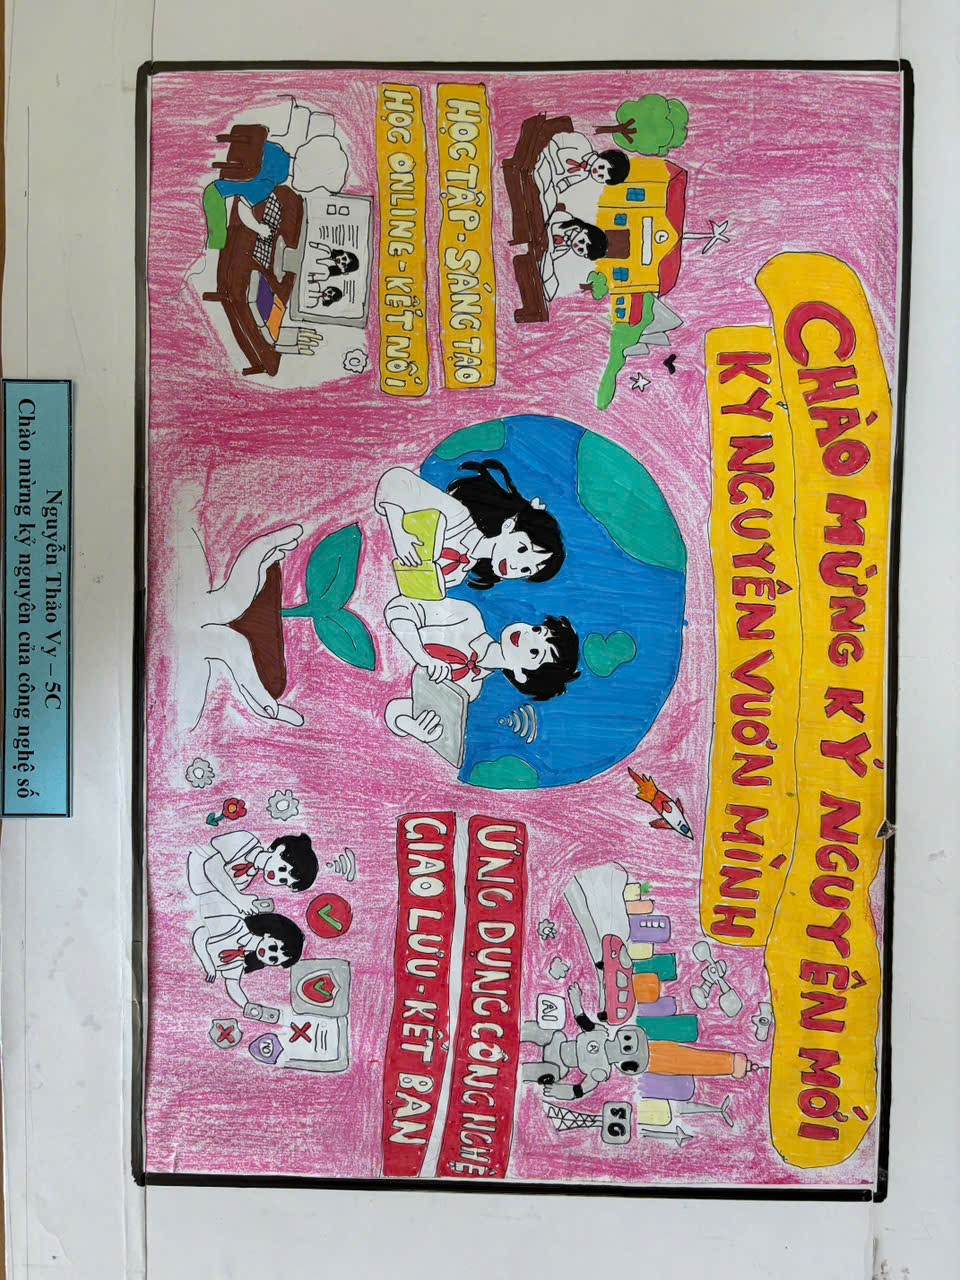 CHÀO MỪNG KỶ NGUYÊN MỚI
KỶ NGUYÊN VƯƠN MÌNH
HỌC TẬP - SÁNG TẠO
HỌC ONLINE - KẾT NỐI
ỨNG DỤNG CÔNG NGHỆ
GIAO LƯU - KẾT BẠN
AI
A
5G
Nguyễn Thảo Vy – 5C
Chào mừng kỷ nguyên của công nghệ số